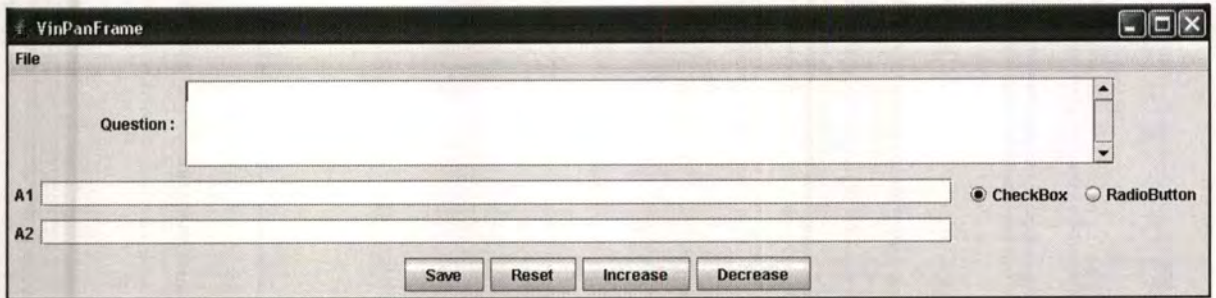 VinPanFrame
File
Question :
A1 CheckBox RadioButton
A2
Save Reset Increase Decrease